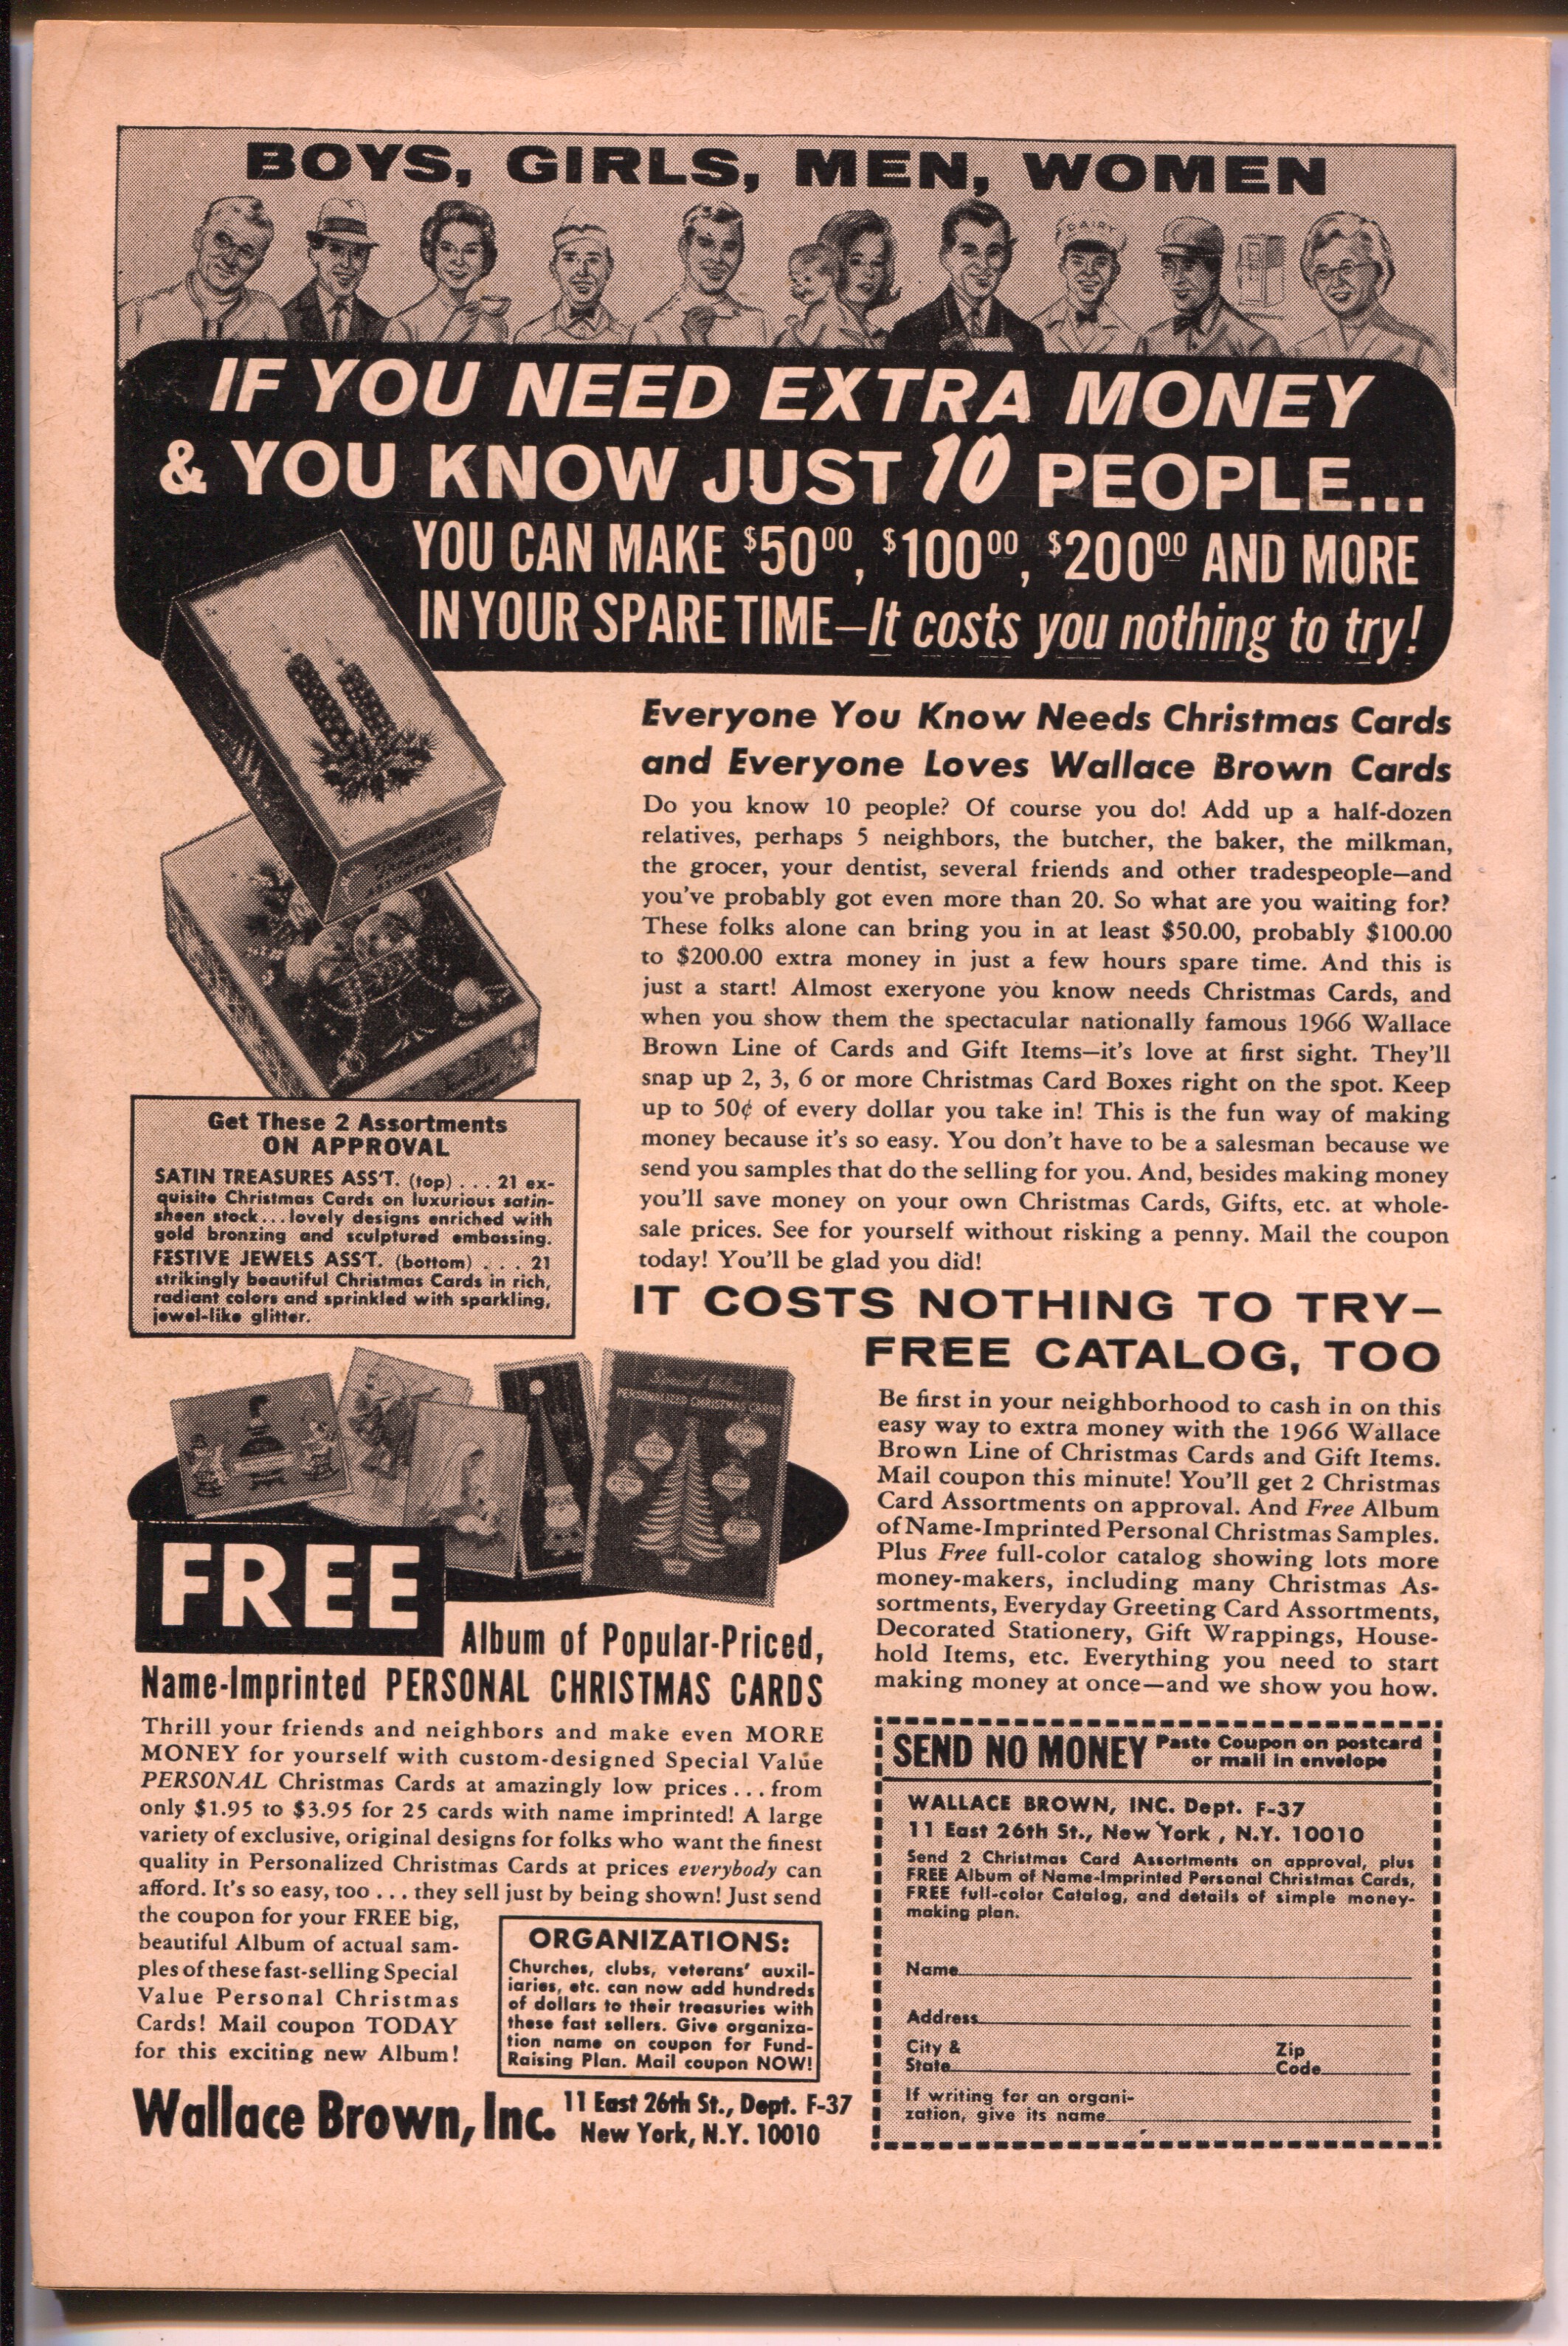 BOYS, GIRLS, MEN, WOMEN
DAIRY
IF YOU NEED EXTRA MONEY
& YOU KNOW JUST 10 PEOPLE...
YOU CAN MAKE $50⁰⁰, $100⁰⁰, $200⁰⁰ AND MORE
IN YOUR SPARE TIME—It costs you nothing to try!
Everyone You Know Needs Christmas Cards
and Everyone Loves Wallace Brown Cards
Do you know 10 people? Of course you do! Add up a half-dozen
relatives, perhaps 5 neighbors, the butcher, the baker, the milkman,
the grocer, your dentist, several friends and other tradespeople—and
you've probably got even more than 20. So what are you waiting for?
These folks alone can bring you in at least $50.00, probably $100.00
to $200.00 extra money in just a few hours spare time. And this is
just a start! Almost exeryone you know needs Christmas Cards, and
when you show them the spectacular nationally famous 1966 Wallace
Brown Line of Cards and Gift Items—it's love at first sight. They'll
snap up 2, 3, 6 or more Christmas Card Boxes right on the spot. Keep
up to 50¢ of every dollar you take in! This is the fun way of making
money because it's so easy. You don't have to be a salesman because we
send you samples that do the selling for you. And, besides making money
you'll save money on your own Christmas Cards, Gifts, etc. at whole-
sale prices. See for yourself without risking a penny. Mail the coupon
today! You'll be glad you did!
Get These 2 Assortments
ON APPROVAL
SATIN TREASURES ASS'T. (top) . . . 21 ex-
quisite Christmas Cards on luxurious satin-
sheen stock...lovely designs enriched with
gold bronzing and sculptured embossing.
FESTIVE JEWELS ASS'T. (bottom) . . . 21
strikingly beautiful Christmas Cards in rich,
radiant colors and sprinkled with sparkling,
jewel-like glitter.
IT COSTS NOTHING TO TRY—
FREE CATALOG, TOO
Be first in your neighborhood to cash in on this
easy way to extra money with the 1966 Wallace
Brown Line of Christmas Cards and Gift Items.
Mail coupon this minute! You'll get 2 Christmas
Card Assortments on approval. And Free Album
of Name-Imprinted Personal Christmas Samples.
Plus Free full-color catalog showing lots more
money-makers, including many Christmas As-
sortments, Everyday Greeting Card Assortments,
Decorated Stationery, Gift Wrappings, House-
hold Items, etc. Everything you need to start
making money at once—and we show you how.
Special Value
PERSONALIZED CHRISTMAS CARDS
FREE
Album of Popular-Priced,
Name-Imprinted PERSONAL CHRISTMAS CARDS
Thrill your friends and neighbors and make even MORE
MONEY for yourself with custom-designed Special Value
PERSONAL Christmas Cards at amazingly low prices . . . from
only $1.95 to $3.95 for 25 cards with name imprinted! A large
variety of exclusive, original designs for folks who want the finest
quality in Personalized Christmas Cards at prices everybody can
afford. It's so easy, too . . . they sell just by being shown! Just send
the coupon for your FREE big,
beautiful Album of actual sam-
ples of these fast-selling Special
Value Personal Christmas
Cards! Mail coupon TODAY
for this exciting new Album!
ORGANIZATIONS:
Churches, clubs, veterans' auxil-
iaries, etc. can now add hundreds
of dollars to their treasuries with
these fast sellers. Give organiza-
tion name on coupon for Fund-
Raising Plan. Mail coupon NOW!
Wallace Brown, Inc. 11 East 26th St., Dept. F-37
New York, N.Y. 10010
SEND NO MONEY Paste Coupon on postcard
or mail in envelope
WALLACE BROWN, INC. Dept. F-37
11 East 26th St., New York , N.Y. 10010
Send 2 Christmas Card Assortments on approval, plus
FREE Album of Name-Imprinted Personal Christmas Cards,
FREE full-color Catalog, and details of simple money-
making plan.
Name
Address
City & Zip
State Code
If writing for an organi-
zation, give its name